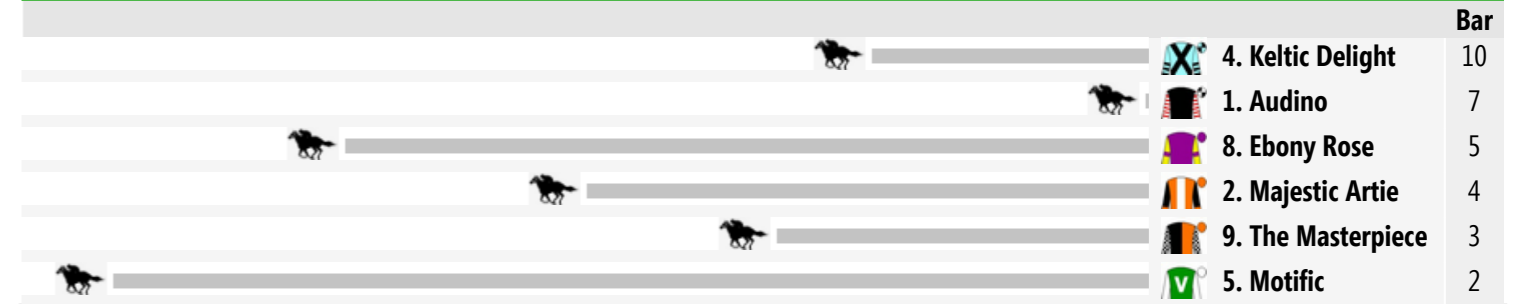 Bar
4. Keltic Delight 10
1. Audino 7
8. Ebony Rose 5
2. Majestic Artie 4
9. The Masterpiece 3
V 5. Motific 2